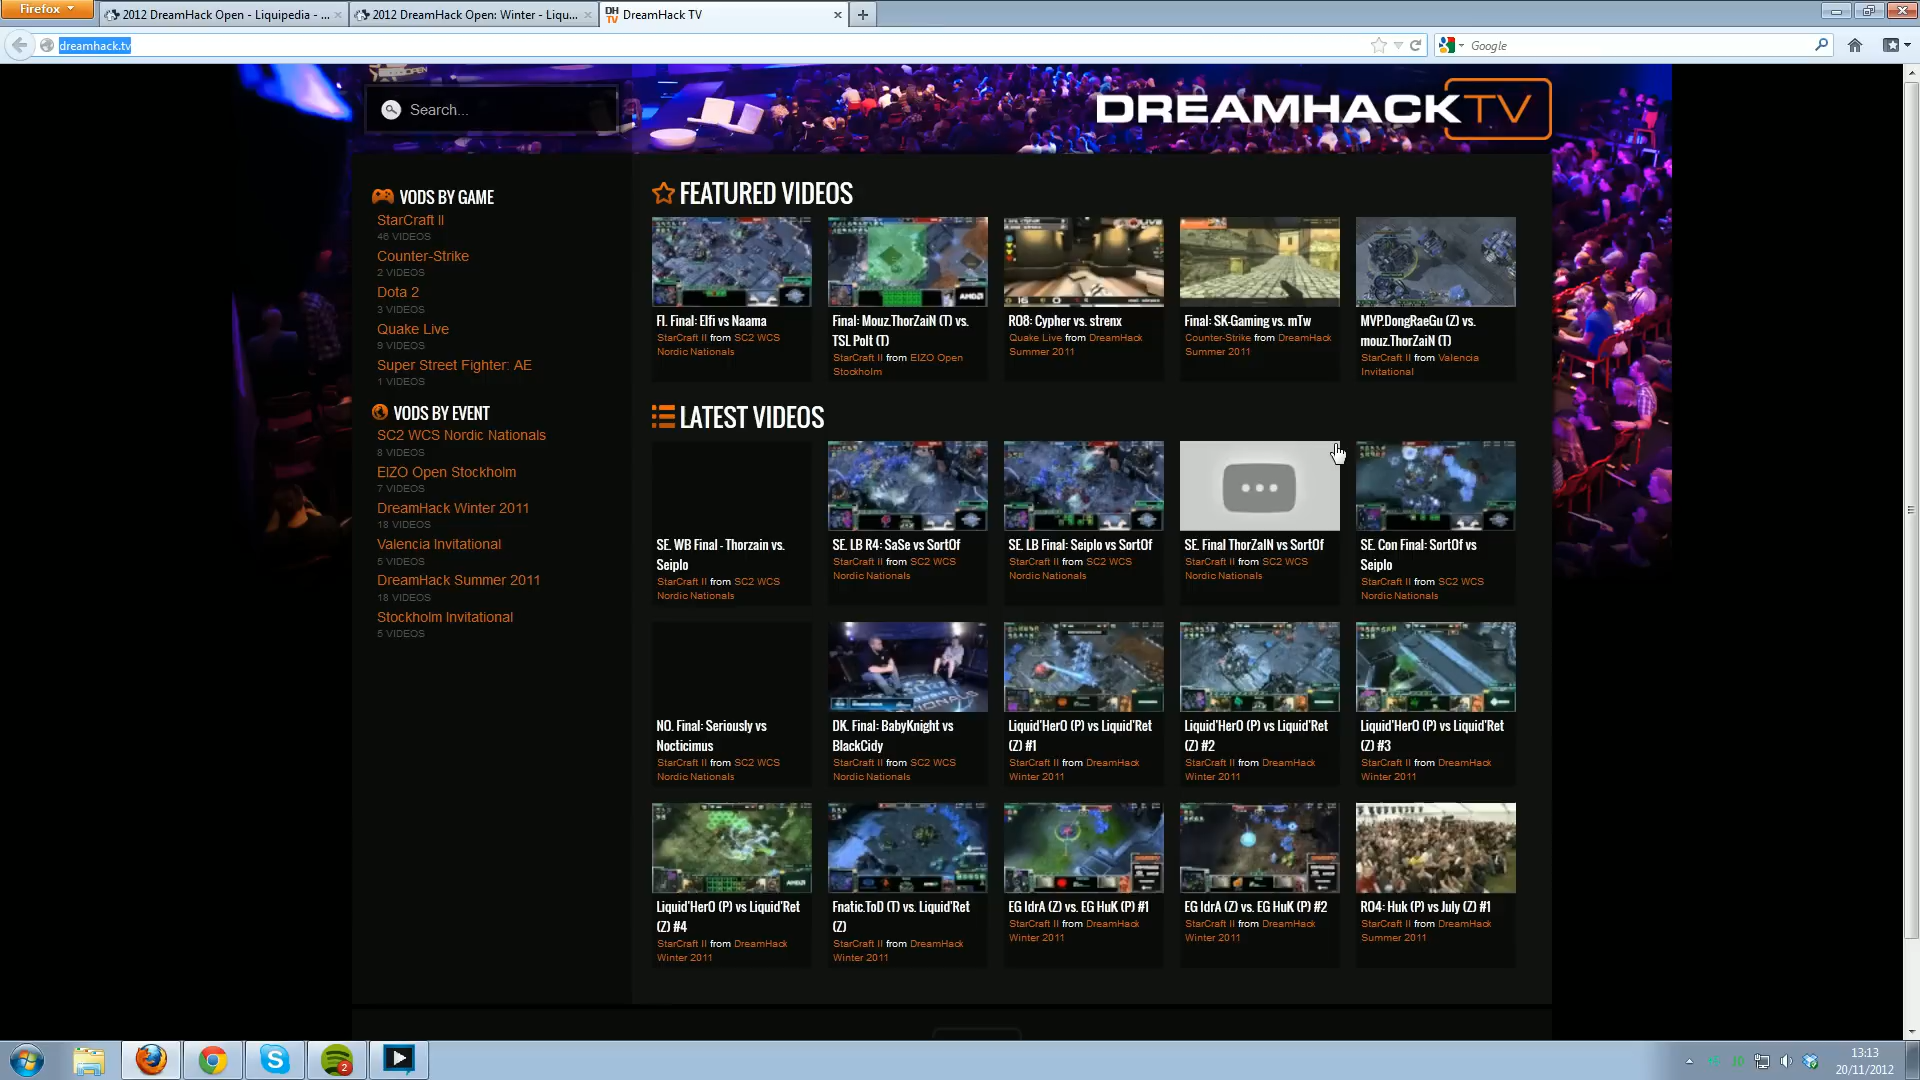 Firefox
2012 DreamHack Open - Liquipedia - ...
2012 DreamHack Open: Winter - Liqu...
DH TV
DreamHack TV
dreamhack.tv
Google
Search...
DREAMHACK TV
VODS BY GAME
StarCraft II
46 VIDEOS
Counter-Strike
2 VIDEOS
Dota 2
3 VIDEOS
Quake Live
9 VIDEOS
Super Street Fighter: AE
1 VIDEOS
VODS BY EVENT
SC2 WCS Nordic Nationals
8 VIDEOS
EIZO Open Stockholm
7 VIDEOS
DreamHack Winter 2011
18 VIDEOS
Valencia Invitational
5 VIDEOS
DreamHack Summer 2011
18 VIDEOS
Stockholm Invitational
5 VIDEOS
FEATURED VIDEOS
FI. Final: Elfi vs Naama
StarCraft II from SC2 WCS
Nordic Nationals
Final: Mouz.ThorZaiN (T) vs.
TSL Polt (T)
StarCraft II from EIZO Open
Stockholm
RO8: Cypher vs. strenx
Quake Live from DreamHack
Summer 2011
Final: SK-Gaming vs. mTw
Counter-Strike from DreamHack
Summer 2011
MVP.DongRaeGu (Z) vs.
mouz.ThorZaiN (T)
StarCraft II from Valencia
Invitational
LATEST VIDEOS
SE. WB Final - Thorzain vs.
Seiplo
StarCraft II from SC2 WCS
Nordic Nationals
SE. LB R4: SaSe vs SortOf
StarCraft II from SC2 WCS
Nordic Nationals
SE. LB Final: Seiplo vs SortOf
StarCraft II from SC2 WCS
Nordic Nationals
SE. Final ThorZaIN vs SortOf
StarCraft II from SC2 WCS
Nordic Nationals
SE. Con Final: SortOf vs
Seiplo
StarCraft II from SC2 WCS
Nordic Nationals
NO. Final: Seriously vs
Nocticimus
StarCraft II from SC2 WCS
Nordic Nationals
DK. Final: BabyKnight vs
BlackCidy
StarCraft II from SC2 WCS
Nordic Nationals
Liquid'HerO (P) vs Liquid'Ret
(Z) #1
StarCraft II from DreamHack
Winter 2011
Liquid'HerO (P) vs Liquid'Ret
(Z) #2
StarCraft II from DreamHack
Winter 2011
Liquid'HerO (P) vs Liquid'Ret
(Z) #3
StarCraft II from DreamHack
Winter 2011
Liquid'HerO (P) vs Liquid'Ret
(Z) #4
StarCraft II from DreamHack
Winter 2011
Fnatic.ToD (T) vs. Liquid'Ret
(Z)
StarCraft II from DreamHack
Winter 2011
EG IdrA (Z) vs. EG HuK (P) #1
StarCraft II from DreamHack
Winter 2011
EG IdrA (Z) vs. EG HuK (P) #2
StarCraft II from DreamHack
Winter 2011
RO4: Huk (P) vs July (Z) #1
StarCraft II from DreamHack
Summer 2011
2
13:13
20/11/2012